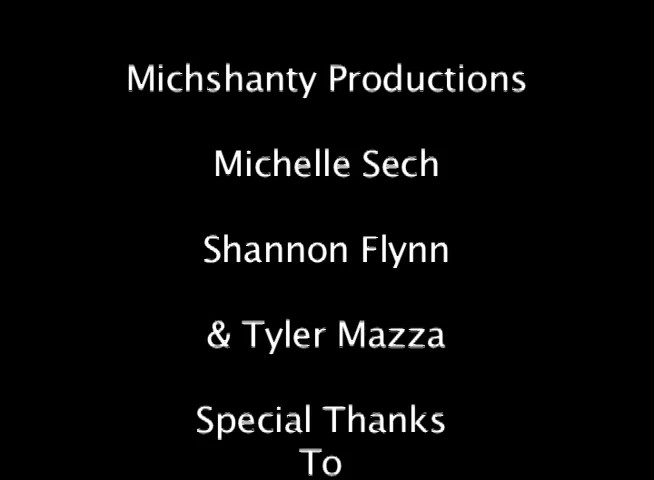 Michshanty Productions
Michelle Sech
Shannon Flynn
& Tyler Mazza
Special Thanks
To